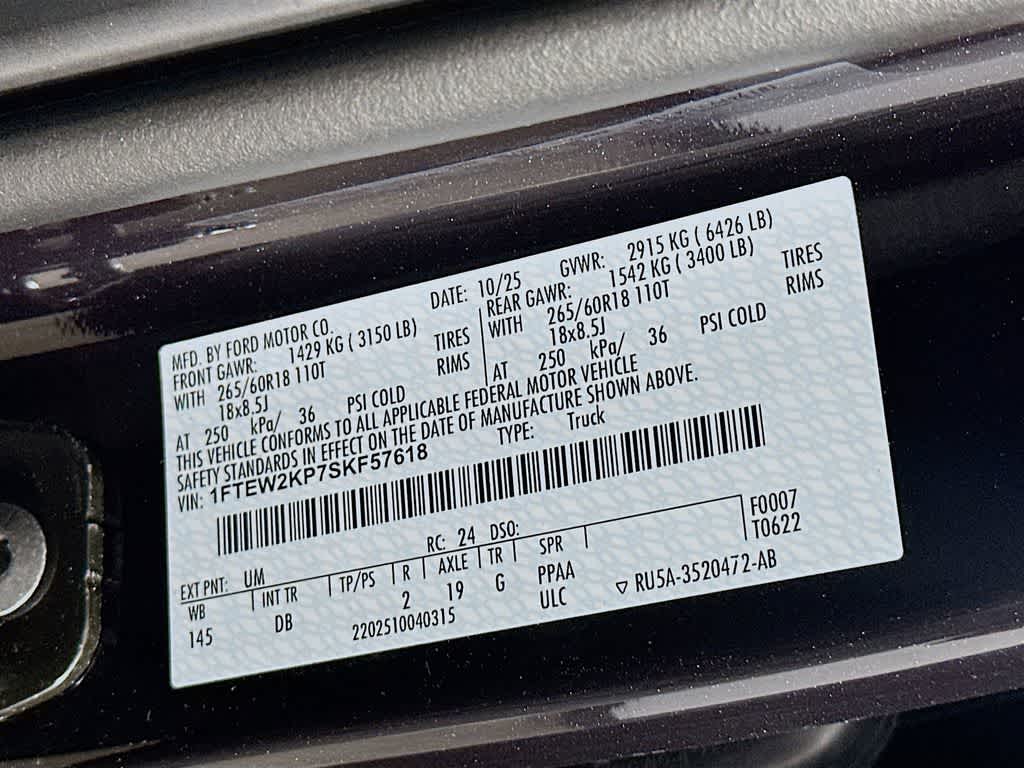 MFD. BY FORD MOTOR CO.
DATE: 10/25 GVWR: 2915 KG ( 6426 LB)
FRONT GAWR: 1429 KG ( 3150 LB)
REAR GAWR: 1542 KG ( 3400 LB)
WITH 265/60R18 110T TIRES
WITH 265/60R18 110T TIRES
18x8.5J RIMS
18x8.5J RIMS
AT 250 kPa/ 36 PSI COLD
AT 250 kPa/ 36 PSI COLD
THIS VEHICLE CONFORMS TO ALL APPLICABLE FEDERAL MOTOR VEHICLE
SAFETY STANDARDS IN EFFECT ON THE DATE OF MANUFACTURE SHOWN ABOVE.
VIN: 1FTEW2KP7SKF57618 TYPE: Truck
EXT PNT: UM RC: 24 DSO: F0007
WB INT TR TP/PS R AXLE TR SPR T0622
145 DB 2 19 G PPAA
2202510040315 ULC ▽ RU5A-3520472-AB